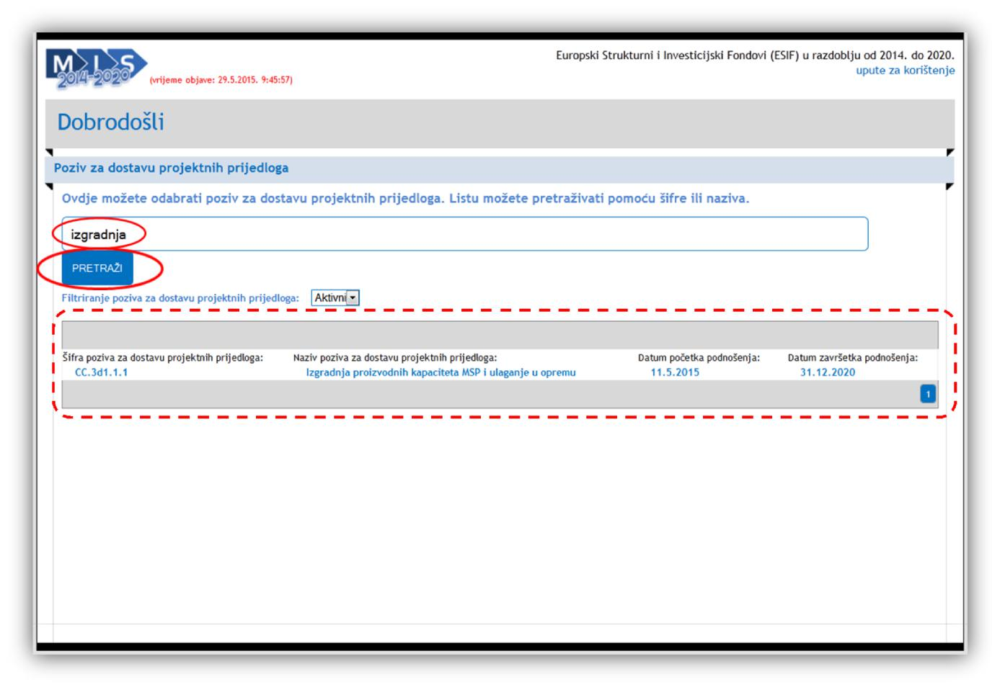 MIS
2014-2020
(vrijeme objave: 29.5.2015. 9:45:57)
Europski Strukturni i Investicijski Fondovi (ESIF) u razdoblju od 2014. do 2020.
upute za korištenje
Dobrodošli
Poziv za dostavu projektnih prijedloga
Ovdje možete odabrati poziv za dostavu projektnih prijedloga. Listu možete pretraživati pomoću šifre ili naziva.
izgradnja
PRETRAŽI
Filtriranje poziva za dostavu projektnih prijedloga: Aktivni
Šifra poziva za dostavu projektnih prijedloga: Naziv poziva za dostavu projektnih prijedloga: Datum početka podnošenja: Datum završetka podnošenja:
CC.3d1.1.1 Izgradnja proizvodnih kapaciteta MSP i ulaganje u opremu 11.5.2015 31.12.2020
1